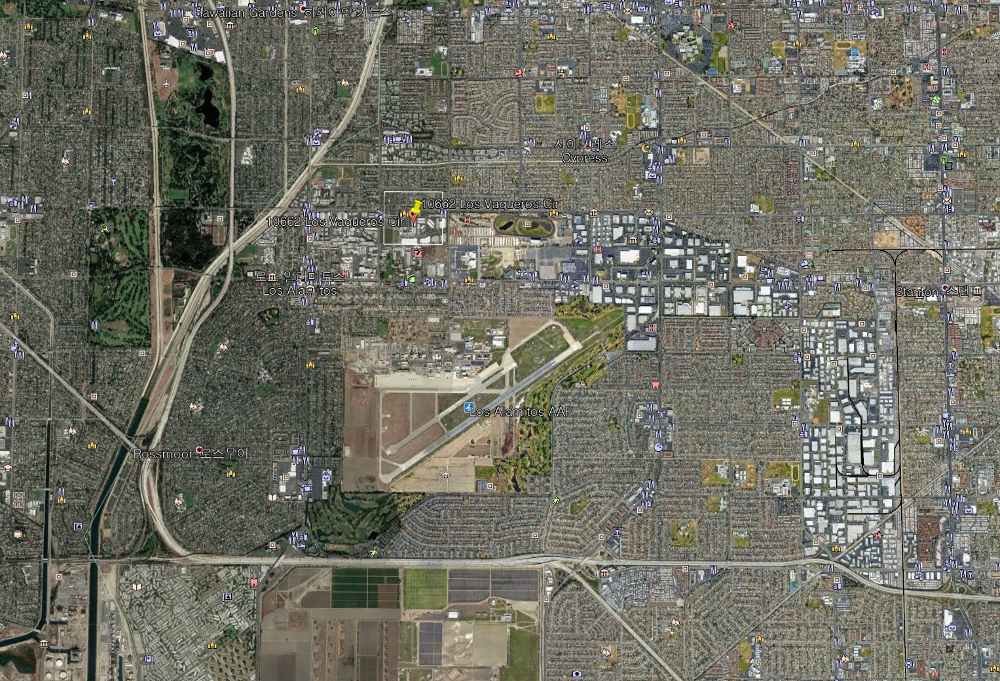 Hawaiian Gardens 하와이안 가든스
사이프레스
Cypress
10662 Los Vaqueros Cir
10662 Los Vaqueros Cir
로스 알라미토스
Los Alamitos
Stanton 스탠턴
Los Alamitos AAF
Rossmoor 로스무어